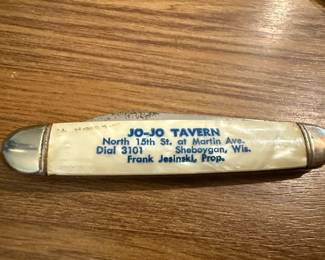 JO-JO TAVERN
North 15th St. at Martin Ave.
Dial 3101 Sheboygan, Wis.
Frank Jesinski, Prop.